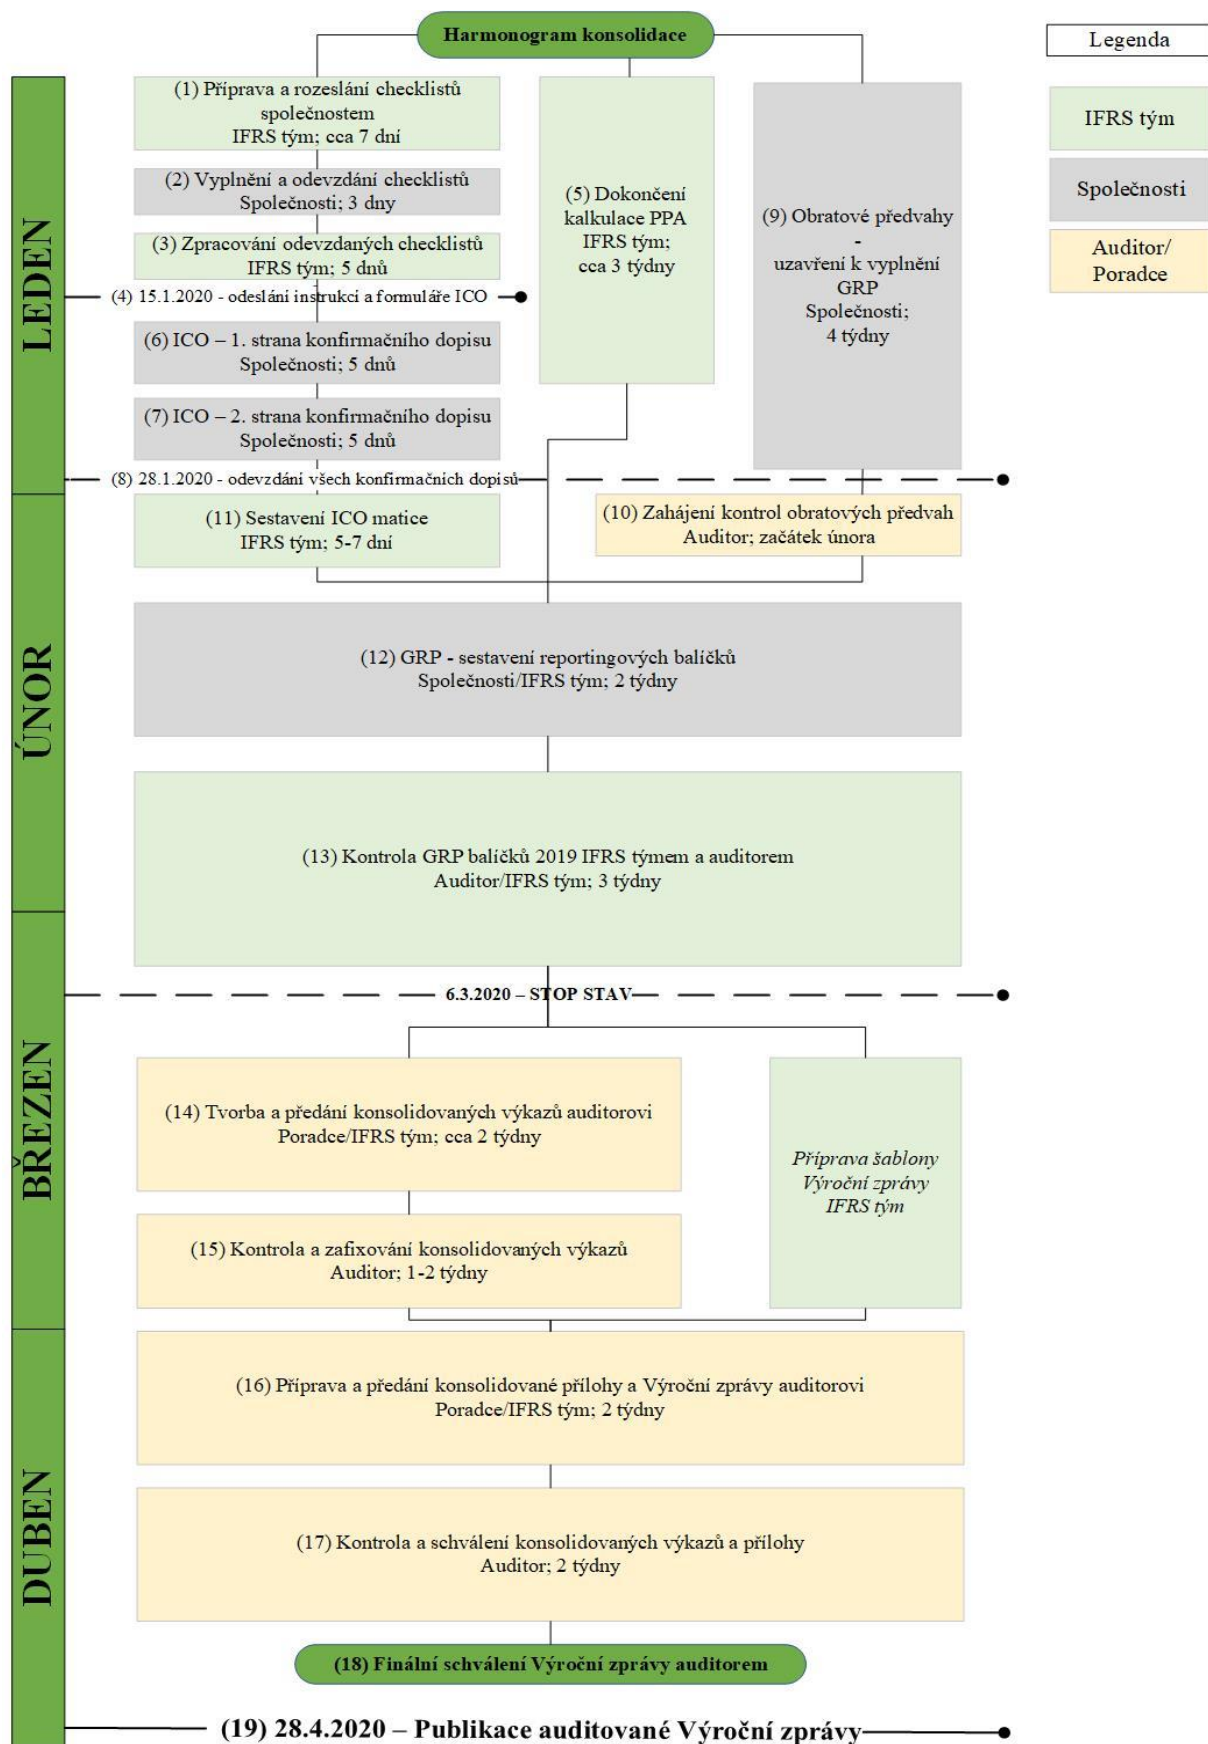 Harmonogram konsolidace
Legenda
IFRS tým
Společnosti
Auditor/
Poradce
LEDEN
(1) Příprava a rozeslání checklistů
společnostem
IFRS tým; cca 7 dní
(2) Vyplnění a odevzdání checklistů
Společnosti; 3 dny
(3) Zpracování odevzdaných checklistů
IFRS tým; 5 dnů
(4) 15.1.2020 - odeslání instrukcí a formuláře ICO
(5) Dokončení
kalkulace PPA
IFRS tým;
cca 3 týdny
(6) ICO – 1. strana konfirmačního dopisu
Společnosti; 5 dnů
(7) ICO – 2. strana konfirmačního dopisu
Společnosti; 5 dnů
(8) 28.1.2020 - odevzdání všech konfirmačních dopisů
(9) Obratové předvahy
-
uzavření k vyplnění
GRP
Společnosti;
4 týdny
ÚNOR
(10) Zahájení kontrol obratových předvah
Auditor; začátek února
(11) Sestavení ICO matice
IFRS tým; 5-7 dní
(12) GRP - sestavení reportingových balíčků
Společnosti/IFRS tým; 2 týdny
(13) Kontrola GRP balíčků 2019 IFRS týmem a auditorem
Auditor/IFRS tým; 3 týdny
BŘEZEN
6.3.2020 – STOP STAV
(14) Tvorba a předání konsolidovaných výkazů auditorovi
Poradce/IFRS tým; cca 2 týdny
Příprava šablony
Výroční zprávy
IFRS tým
(15) Kontrola a zafixování konsolidovaných výkazů
Auditor; 1-2 týdny
DUBEN
(16) Příprava a předání konsolidované přílohy a Výroční zprávy auditorovi
Poradce/IFRS tým; 2 týdny
(17) Kontrola a schválení konsolidovaných výkazů a přílohy
Auditor; 2 týdny
(18) Finální schválení Výroční zprávy auditorem
(19) 28.4.2020 – Publikace auditované Výroční zprávy